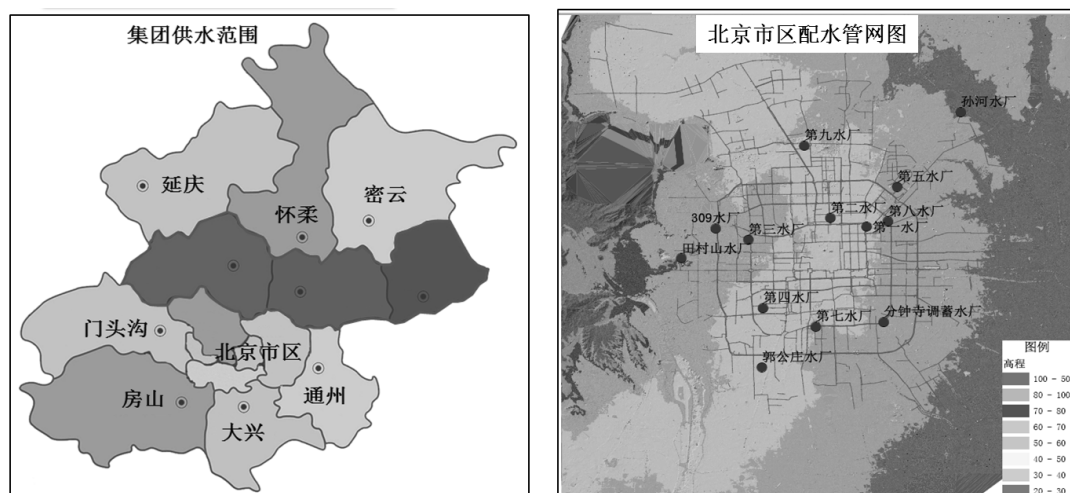 集团供水范围
延庆
密云
怀柔
门头沟
北京市区
房山
通州
大兴
北京市区配水管网图
孙河水厂
第九水厂
第五水厂
第二水厂
第八水厂
309水厂
第一水厂
第三水厂
田村山水厂
第四水厂
第七水厂
分钟寺调蓄水厂
郭公庄水厂
图例
高程
100 - 50
80 - 100
70 - 80
60 - 70
50 - 60
40 - 50
30 - 40
20 - 30